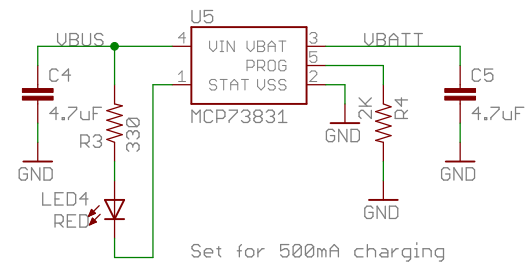 U5
VBUS
4
VIN VBAT
3
VBATT
PROG
5
1
STAT VSS
2
MCP73831
C4
4.7uF
R3
330
GND
LED4
RED
GND
2K
R4
GND
C5
4.7uF
GND
Set for 500mA charging